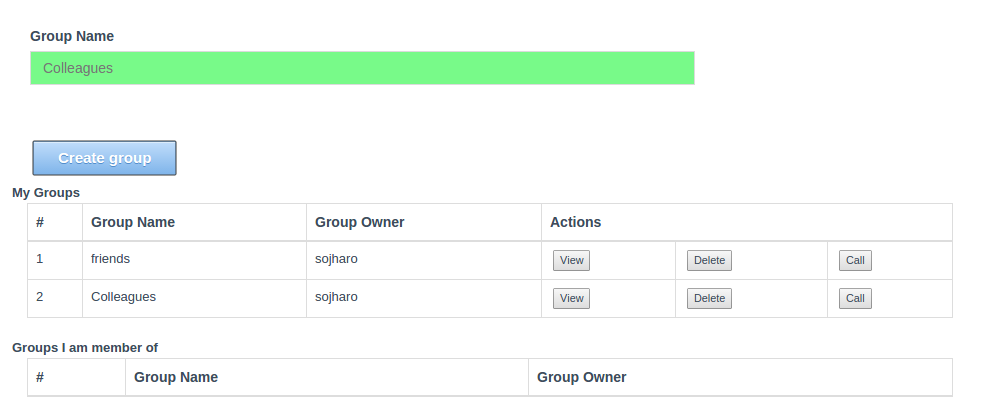 Group Name
Colleagues
Create group
My Groups
# Group Name Group Owner Actions
1 friends sojharo View Delete Call
2 Colleagues sojharo View Delete Call
Groups I am member of
# Group Name Group Owner